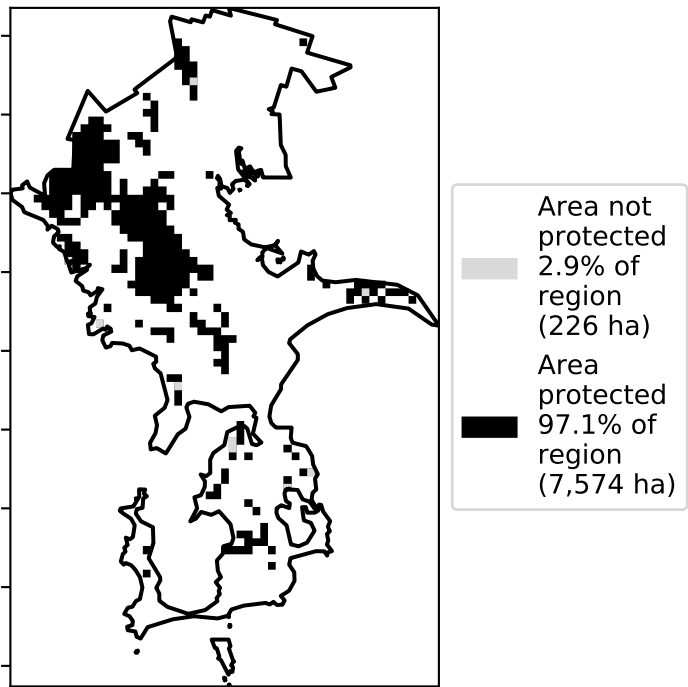 Area not
protected
2.9% of
region
(226 ha)
Area
protected
97.1% of
region
(7,574 ha)